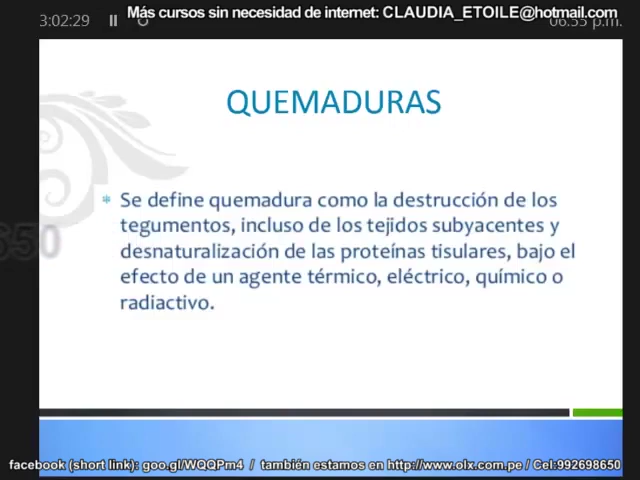 Más cursos sin necesidad de internet: CLAUDIA_ETOILE@hotmail.com
3:02:29
06:55 p.m.
QUEMADURAS
* Se define quemadura como la destrucción de los
tegumentos, incluso de los tejidos subyacentes y
desnaturalización de las proteínas tisulares, bajo el
efecto de un agente térmico, eléctrico, químico o
radiactivo.
650
facebook (short link): goo.gl/WQQPm4 / también estamos en http://www.olx.com.pe / Cel:992698650